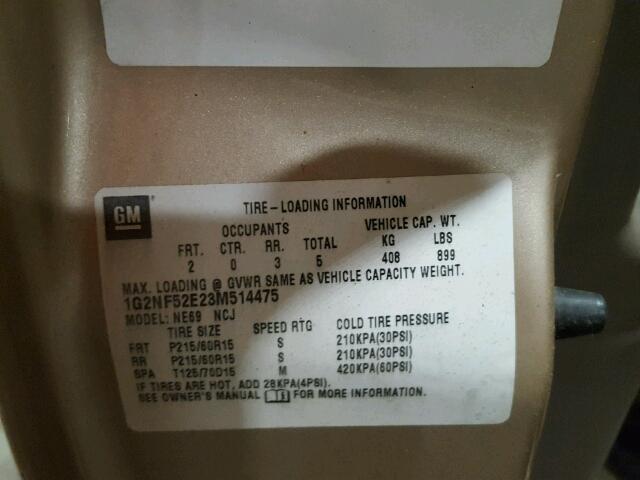 GM
TIRE-LOADING INFORMATION
OCCUPANTS VEHICLE CAP. WT.
FRT. CTR. RR. TOTAL KG LBS
2 0 3 5 408 899
MAX. LOADING @ GVWR SAME AS VEHICLE CAPACITY WEIGHT.
1G2NF52E23M514475
MODEL: NE69 NCJ
TIRE SIZE SPEED RTG COLD TIRE PRESSURE
FRT P215/60R15 S 210KPA(30PSI)
RR P215/60R15 S 210KPA(30PSI)
SPA T125/70D15 M 420KPA(60PSI)
IF TIRES ARE HOT, ADD 28KPA(4PSI).
SEE OWNER'S MANUAL FOR MORE INFORMATION.